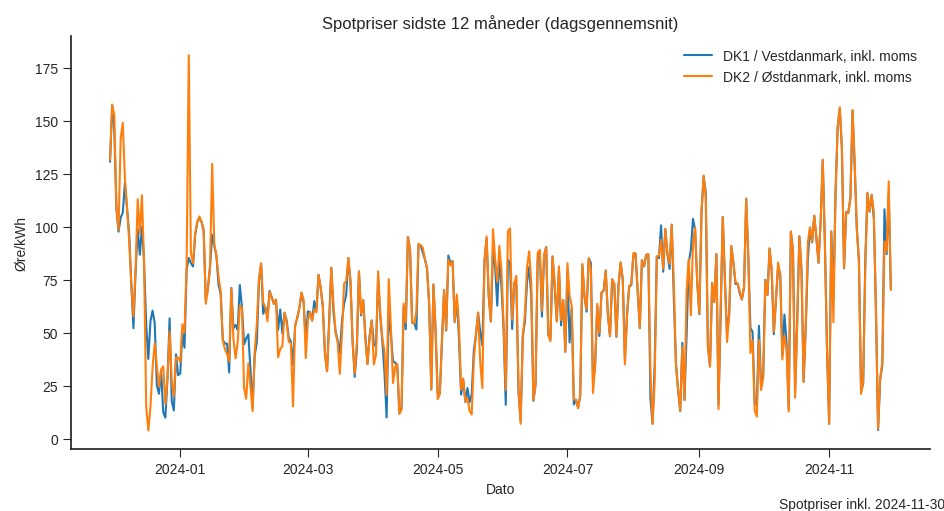 Spotpriser sidste 12 måneder (dagsgennemsnit)
DK1 / Vestdanmark, inkl. moms
DK2 / Østdanmark, inkl. moms
Øre/kWh
175
150
125
100
75
50
25
0
2024-01 2024-03 2024-05 2024-07 2024-09 2024-11
Dato
Spotpriser inkl. 2024-11-30